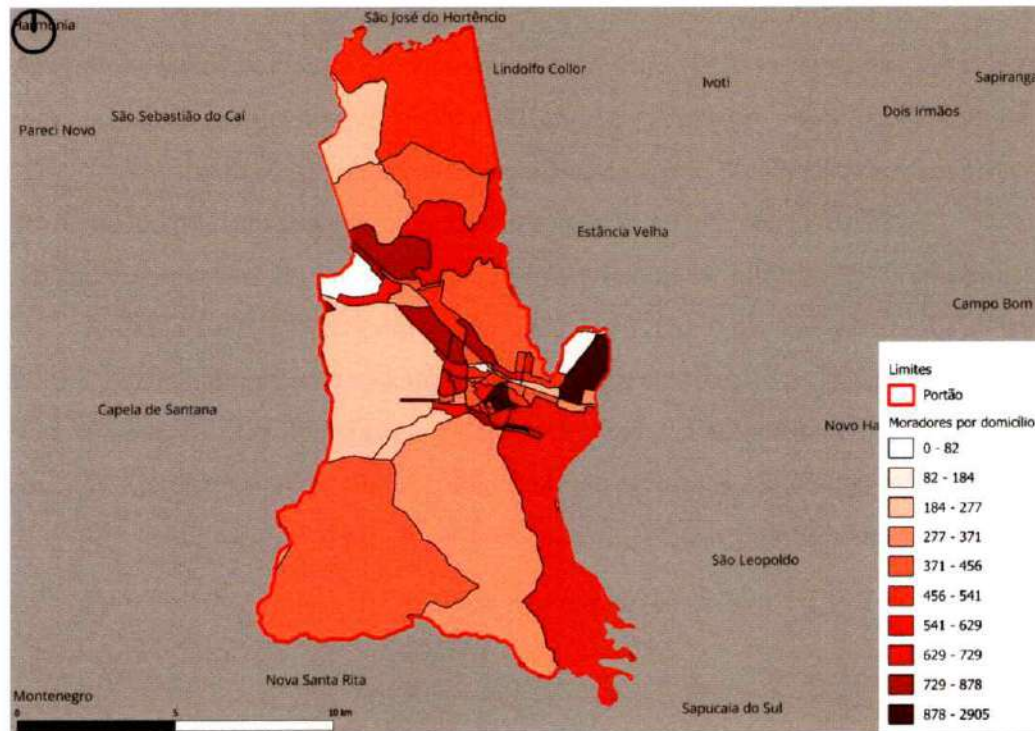 Harmonia
São José do Hortêncio
Lindolfo Collor
Ivoti
Sapiranga
São Sebastião do Caí
Dois Irmãos
Pareci Novo
Estância Velha
Campo Bom
Capela de Santana
Novo Ha
São Leopoldo
Nova Santa Rita
Montenegro
Sapucaia do Sul
0
5
10 km
Limites
Portão
Moradores por domicílio
0 - 82
82 - 184
184 - 277
277 - 371
371 - 456
456 - 541
541 - 629
629 - 729
729 - 878
878 - 2905